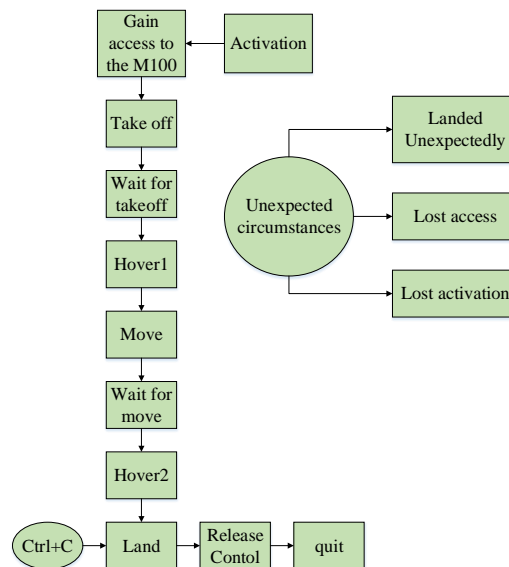 Gain
access to
the M100
Activation
Take off
Wait for
takeoff
Hover1
Move
Wait for
move
Hover2
Ctrl+C
Land
Release
Contol
quit
Unexpected
circumstances
Landed
Unexpectedly
Lost access
Lost activation